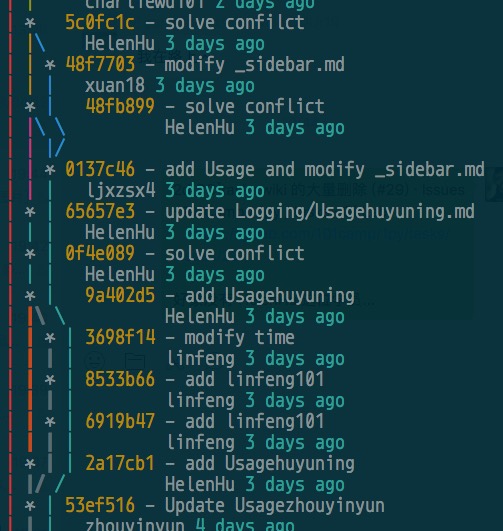 charliewu101 2 days ago
5c0fc1c - solve confilct
HelenHu 3 days ago
48f7703 - modify _sidebar.md
xuan18 3 days ago
48fb899 - solve conflict
HelenHu 3 days ago
0137c46 - add Usage and modify _sidebar.md
ljxzsx4 3 days ago
65657e3 - update Logging/Usagehuyuning.md
HelenHu 3 days ago
0f4e089 - solve conflict
HelenHu 3 days ago
9a402d5 - add Usagehuyuning
HelenHu 3 days ago
3698f14 - modify time
linfeng 3 days ago
8533b66 - add linfeng101
linfeng 3 days ago
6919b47 - add linfeng101
linfeng 3 days ago
2a17cb1 - add Usagehuyuning
HelenHu 3 days ago
53ef516 - Update Usagezhouyinyun
zhouyinyun 4 days ago